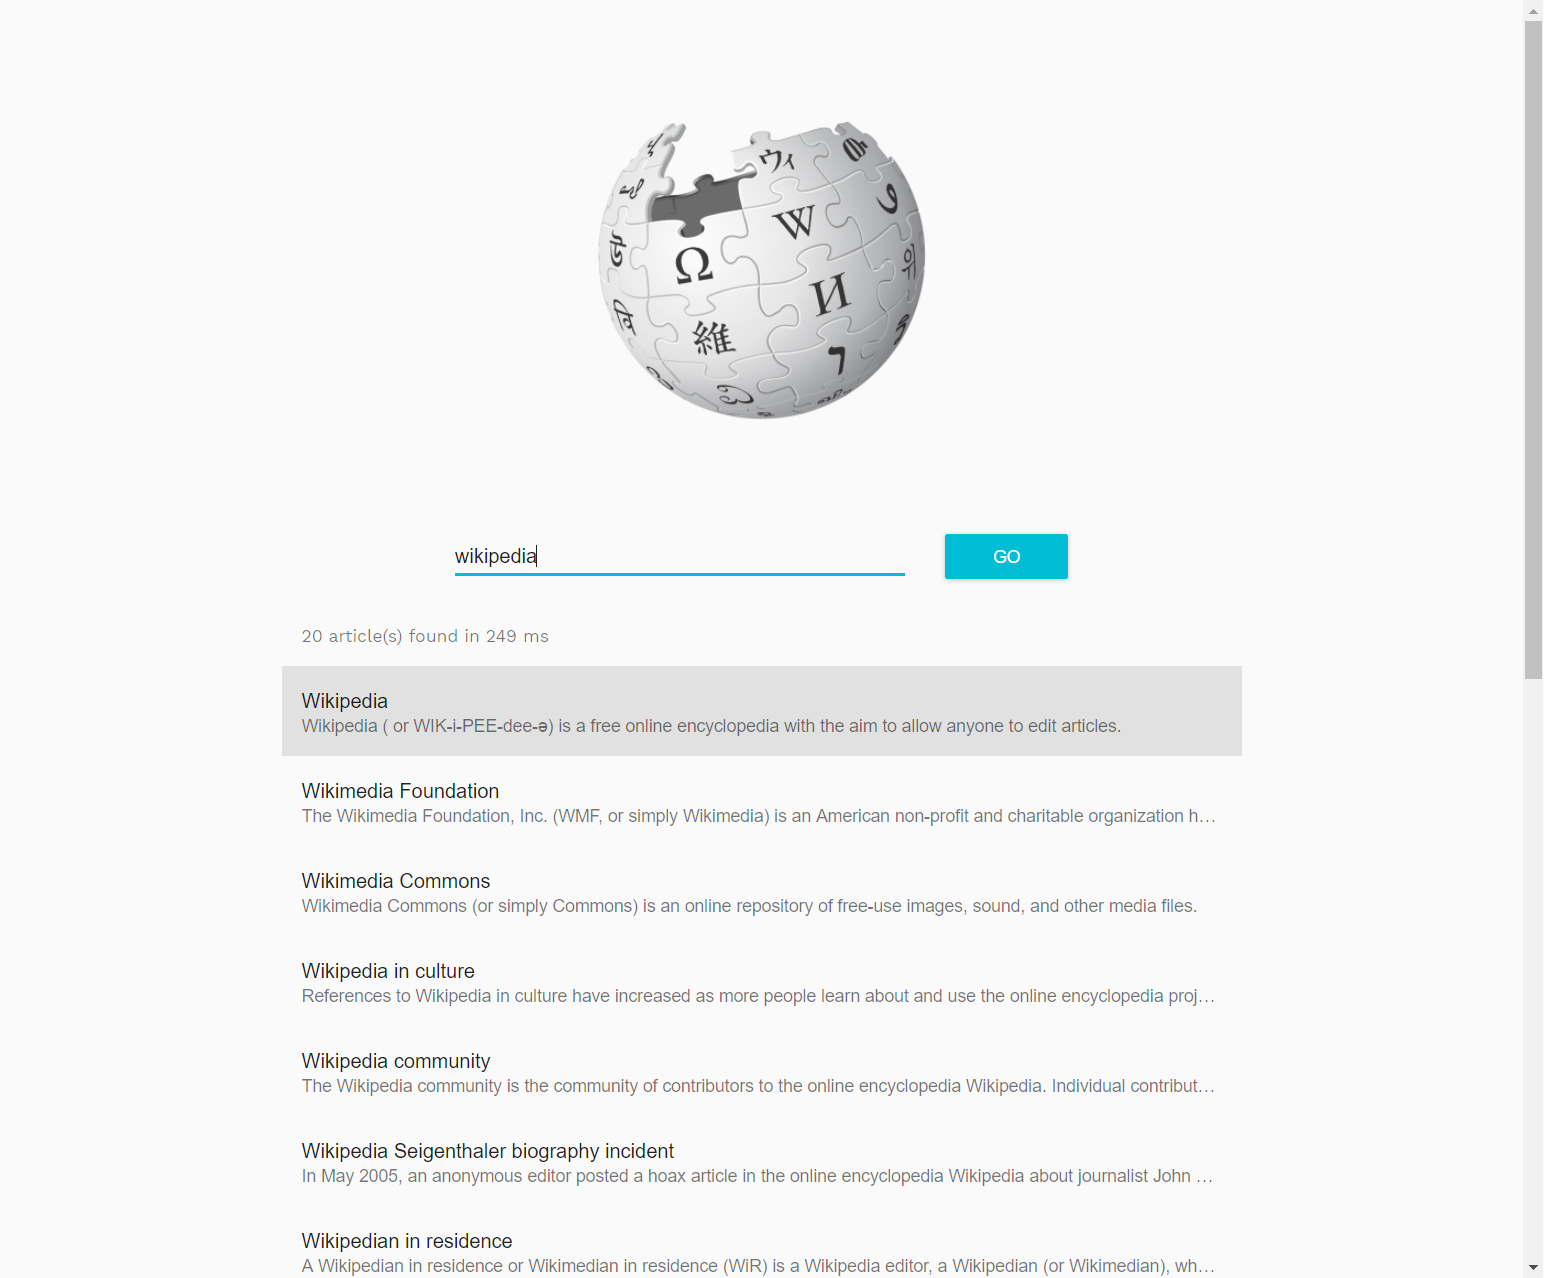 ウィ
W
Ω
И
維
ר
wikipedia
GO
20 article(s) found in 249 ms
Wikipedia
Wikipedia ( or WIK-i-PEE-dee-ə) is a free online encyclopedia with the aim to allow anyone to edit articles.
Wikimedia Foundation
The Wikimedia Foundation, Inc. (WMF, or simply Wikimedia) is an American non-profit and charitable organization h…
Wikimedia Commons
Wikimedia Commons (or simply Commons) is an online repository of free-use images, sound, and other media files.
Wikipedia in culture
References to Wikipedia in culture have increased as more people learn about and use the online encyclopedia proj…
Wikipedia community
The Wikipedia community is the community of contributors to the online encyclopedia Wikipedia. Individual contribut…
Wikipedia Seigenthaler biography incident
In May 2005, an anonymous editor posted a hoax article in the online encyclopedia Wikipedia about journalist John …
Wikipedian in residence
A Wikipedian in residence or Wikimedian in residence (WiR) is a Wikipedia editor, a Wikipedian (or Wikimedian), wh…